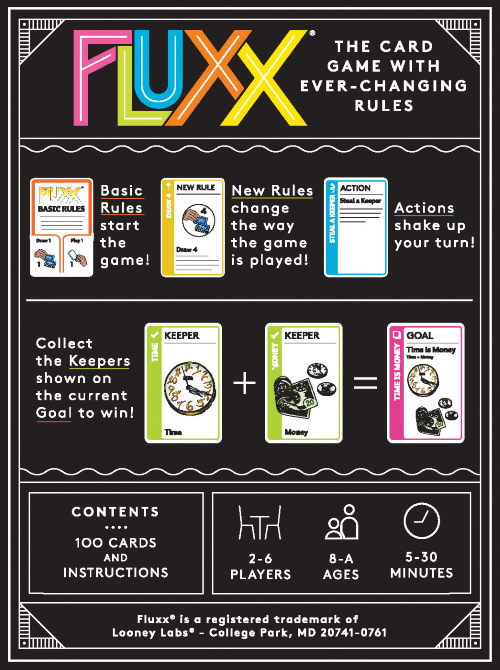 FLUXX®
THE CARD
GAME WITH
EVER-CHANGING
RULES
FLUXX
BASIC RULES
Draw 1
Play 1
1
1
Basic
Rules
start
the
game!
DRAW 4
NEW RULE
4
Draw 4
New Rules
change
the way
the game
is played!
STEAL A KEEPER
ACTION
Steal a Keeper
Actions
shake up
your turn!
Collect
the Keepers
shown on
the current
Goal to win!
TIME
KEEPER
Time
+
MONEY
KEEPER
Money
=
TIME IS MONEY
GOAL
Time is Money
Time + Money
CONTENTS
100 CARDS
AND
INSTRUCTIONS
2-6
PLAYERS
8-A
AGES
5-30
MINUTES
Fluxx® is a registered trademark of
Looney Labs® - College Park, MD 20741-0761